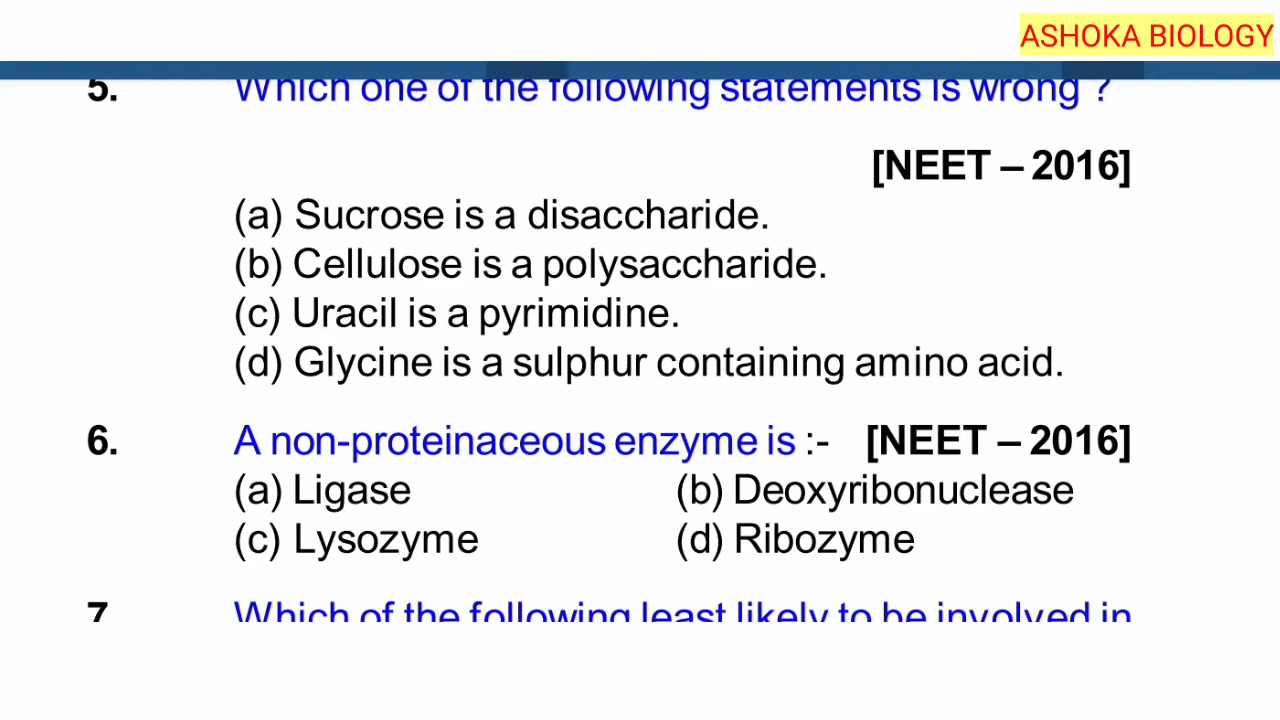 ASHOKA BIOLOGY
5. Which one of the following statements is wrong ?
[NEET – 2016]
(a) Sucrose is a disaccharide.
(b) Cellulose is a polysaccharide.
(c) Uracil is a pyrimidine.
(d) Glycine is a sulphur containing amino acid.
6. A non-proteinaceous enzyme is :- [NEET – 2016]
(a) Ligase (b) Deoxyribonuclease
(c) Lysozyme (d) Ribozyme
7 Which of the following least likely to be involved in